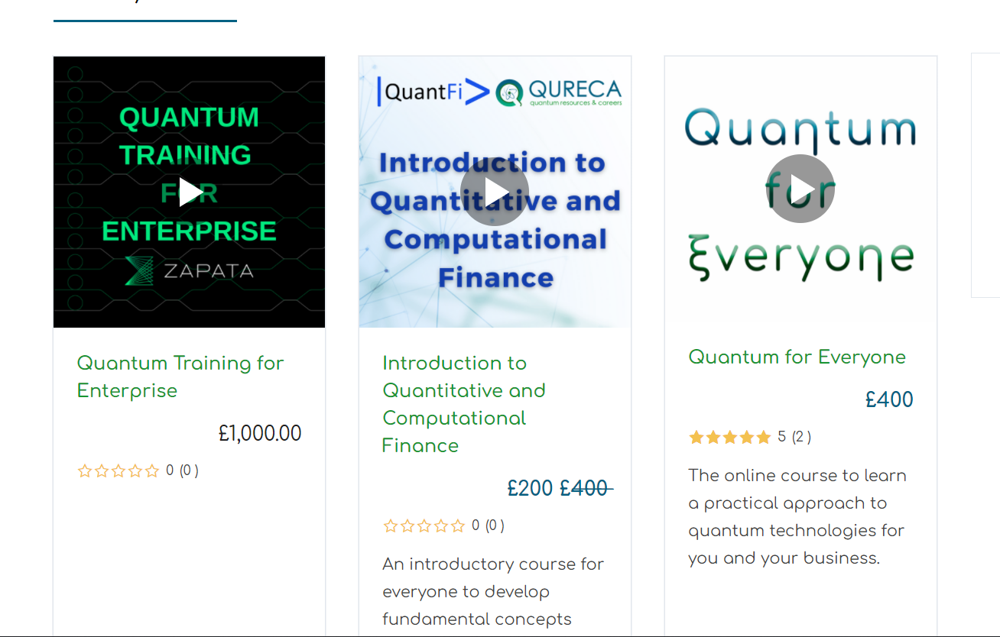 QUANTUM
TRAINING
FOR
ENTERPRISE
ZAPATA
Quantum Training for
Enterprise
£1,000.00
0 (0 )
|QuantFi> QURECA
quantum resources & careers
Introduction to
Quantitative and
Computational
Finance
Introduction to
Quantitative and
Computational
Finance
£200 £400
0 (0 )
An introductory course for
everyone to develop
fundamental concepts
Quantum
for
Everyone
Quantum for Everyone
£400
5 (2 )
The online course to learn
a practical approach to
quantum technologies for
you and your business.